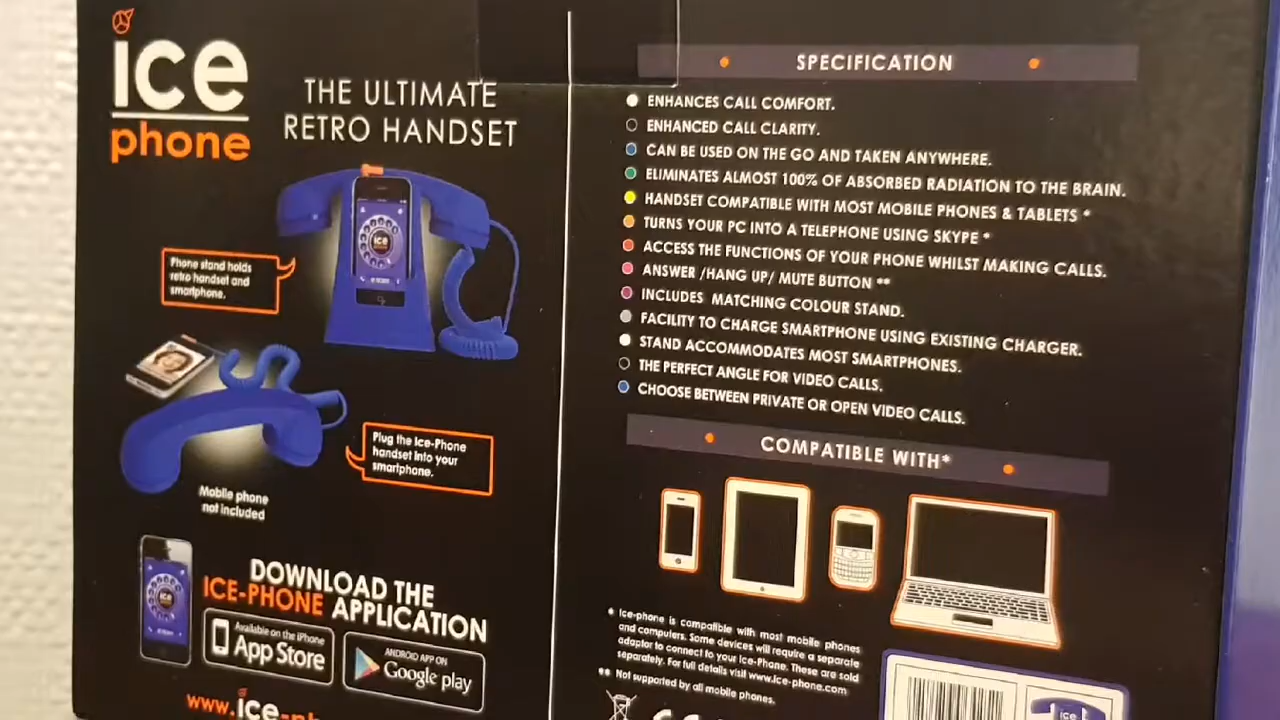 ice
phone
THE ULTIMATE
RETRO HANDSET
Phone stand holds
retro handset and
smartphone.
Plug the Ice-Phone
handset into your
smartphone.
Mobile phone
not included
DOWNLOAD THE
ICE-PHONE APPLICATION
Available on the iPhone
App Store
ANDROID APP ON
Google play
www.ice-ph
SPECIFICATION
ENHANCES CALL COMFORT.
ENHANCED CALL CLARITY.
CAN BE USED ON THE GO AND TAKEN ANYWHERE.
ELIMINATES ALMOST 100% OF ABSORBED RADIATION TO THE BRAIN.
HANDSET COMPATIBLE WITH MOST MOBILE PHONES & TABLETS *
TURNS YOUR PC INTO A TELEPHONE USING SKYPE *
ACCESS THE FUNCTIONS OF YOUR PHONE WHILST MAKING CALLS.
ANSWER /HANG UP/ MUTE BUTTON **
INCLUDES MATCHING COLOUR STAND.
FACILITY TO CHARGE SMARTPHONE USING EXISTING CHARGER.
STAND ACCOMMODATES MOST SMARTPHONES.
THE PERFECT ANGLE FOR VIDEO CALLS.
CHOOSE BETWEEN PRIVATE OR OPEN VIDEO CALLS.
COMPATIBLE WITH*
* Ice-phone is compatible with most mobile phones
and computers. Some devices will require a separate
adaptor to connect to your Ice-Phone. These are sold
separately. For full details visit www.ice-phone.com
** Not supported by all mobile phones.
ice